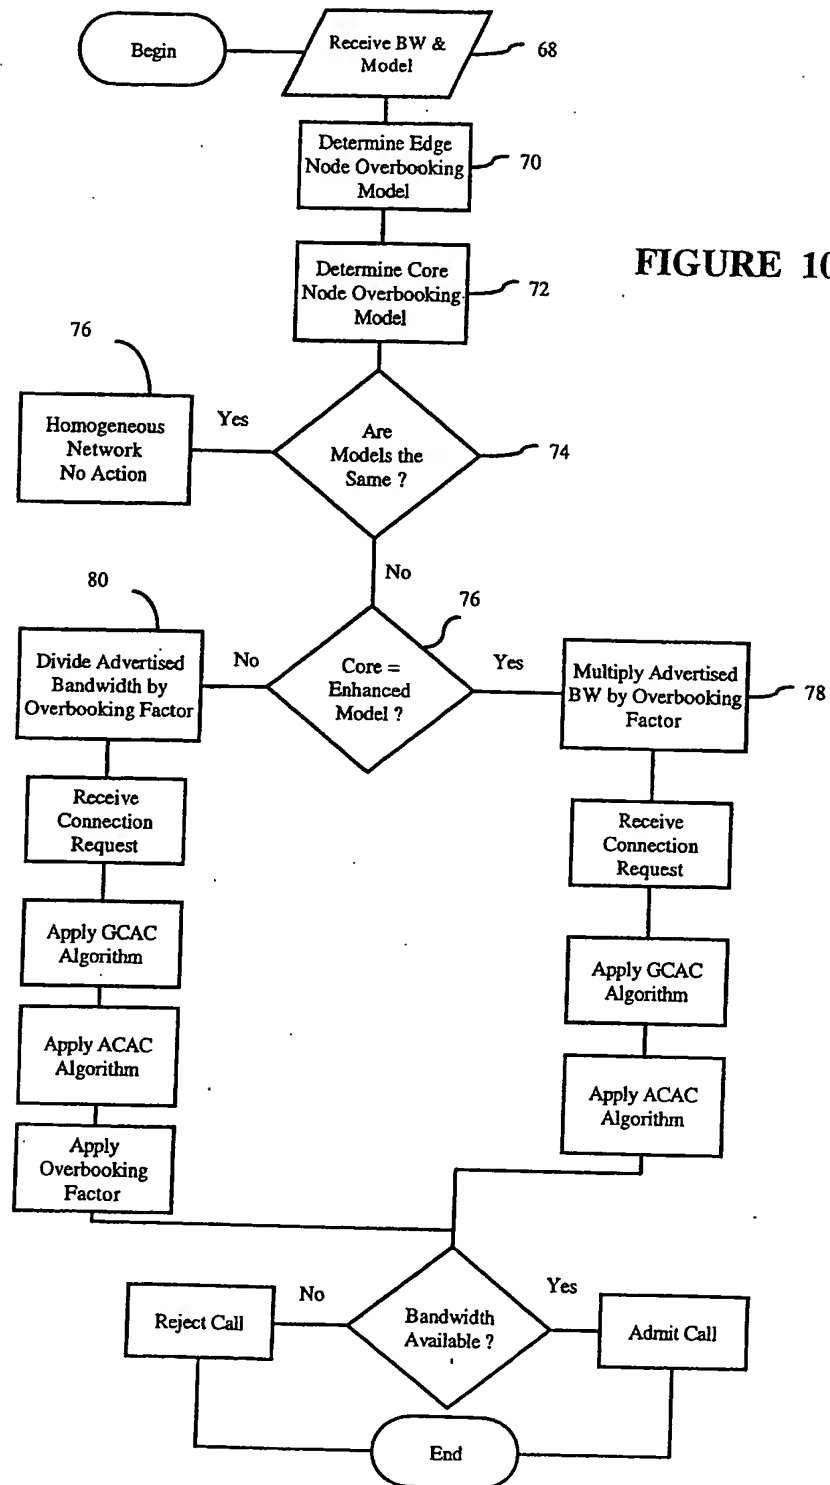 Begin
Receive BW &
Model
68
Determine Edge
Node Overbooking
Model
70
Determine Core
Node Overbooking
Model
72
FIGURE 10
76
Homogeneous
Network
No Action
Yes
Are
Models the
Same ?
74
No
80
76
Divide Advertised
Bandwidth by
Overbooking Factor
No
Core =
Enhanced
Model ?
Yes
Multiply Advertised
BW by Overbooking
Factor
78
Receive
Connection
Request
Receive
Connection
Request
Apply GCAC
Algorithm
Apply GCAC
Algorithm
Apply ACAC
Algorithm
Apply ACAC
Algorithm
Apply
Overbooking
Factor
Reject Call
No
Bandwidth
Available ?
Yes
Admit Call
End